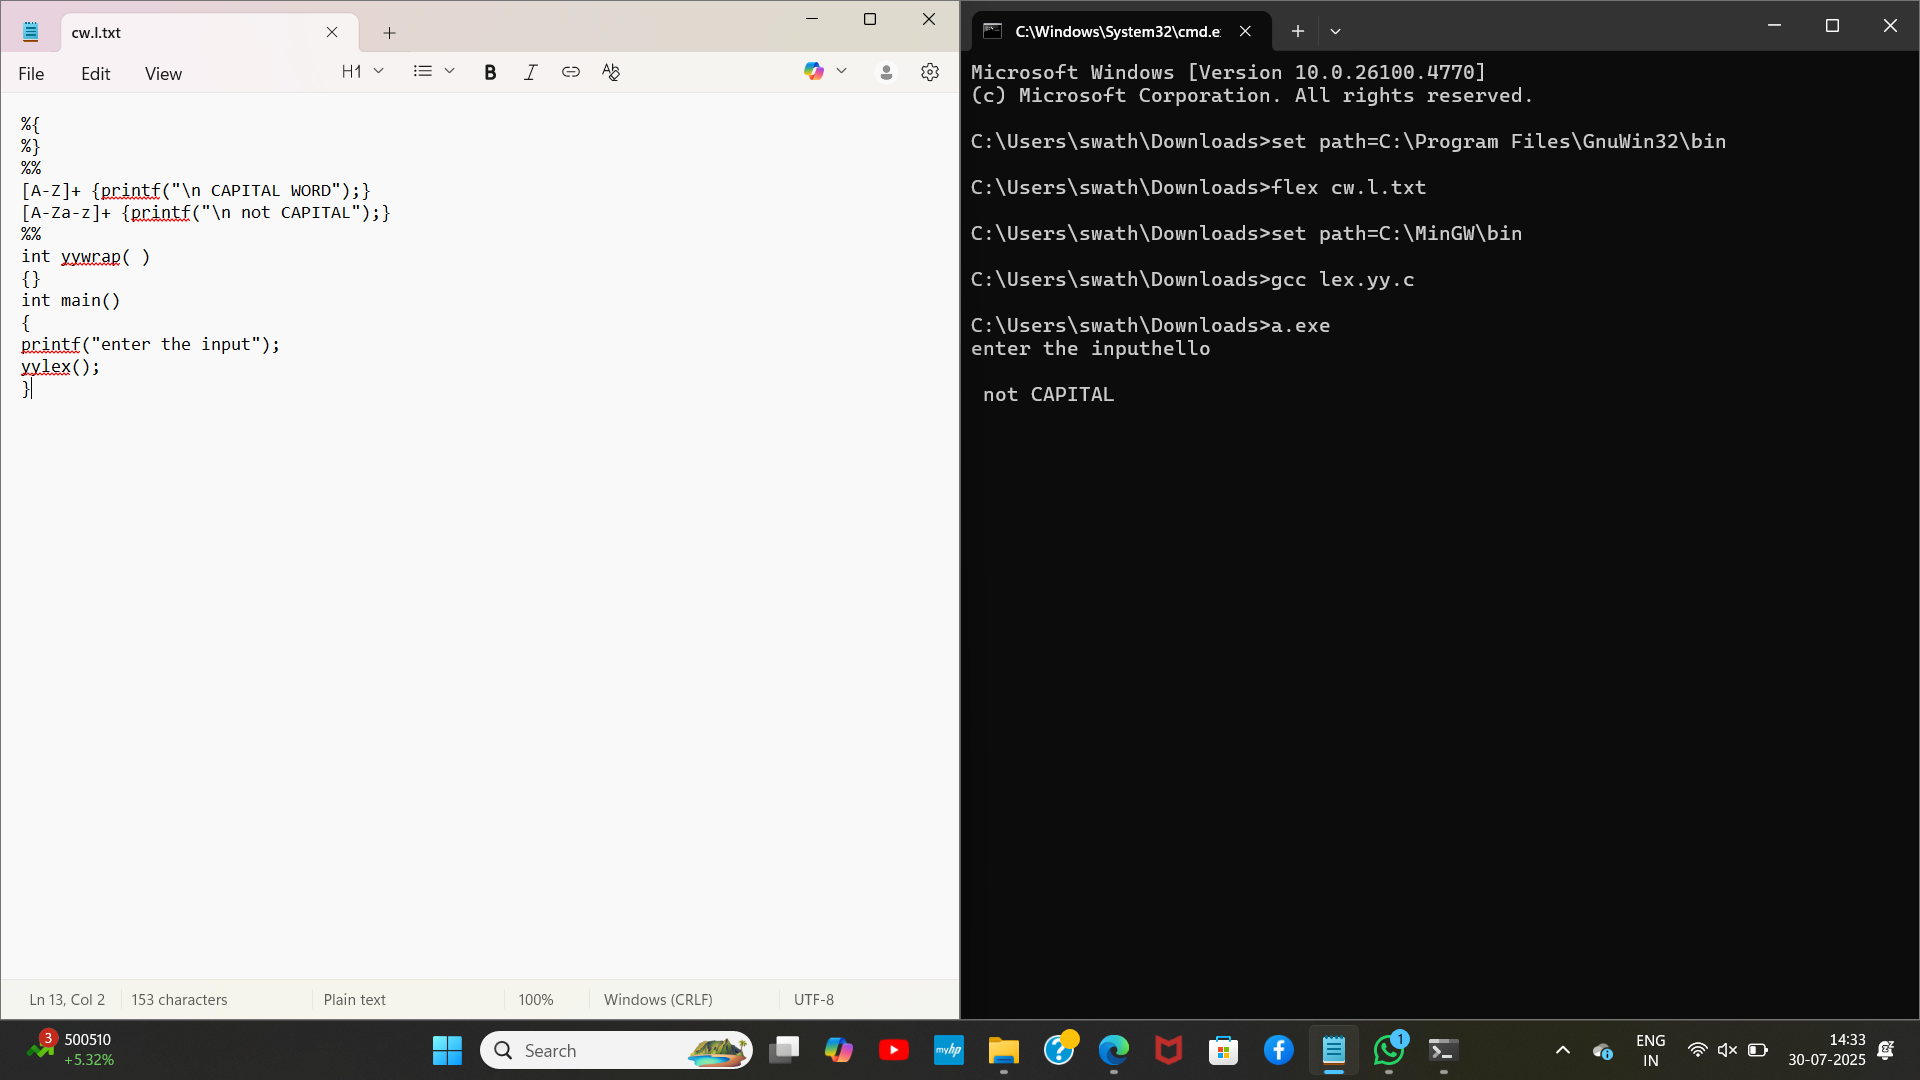 cw.l.txt
File Edit View H1 B I
%{
%}
%%
[A-Z]+ {printf("\n CAPITAL WORD");}
[A-Za-z]+ {printf("\n not CAPITAL");}
%%
int yywrap( )
{}
int main()
{
printf("enter the input");
yylex();
}
Ln 13, Col 2 153 characters Plain text 100% Windows (CRLF) UTF-8
C:\Windows\System32\cmd.e
Microsoft Windows [Version 10.0.26100.4770]
(c) Microsoft Corporation. All rights reserved.
C:\Users\swath\Downloads>set path=C:\Program Files\GnuWin32\bin
C:\Users\swath\Downloads>flex cw.l.txt
C:\Users\swath\Downloads>set path=C:\MinGW\bin
C:\Users\swath\Downloads>gcc lex.yy.c
C:\Users\swath\Downloads>a.exe
enter the inputhello
not CAPITAL
3
500510
+5.32%
Search
myhp
1
ENG
IN
14:33
30-07-2025